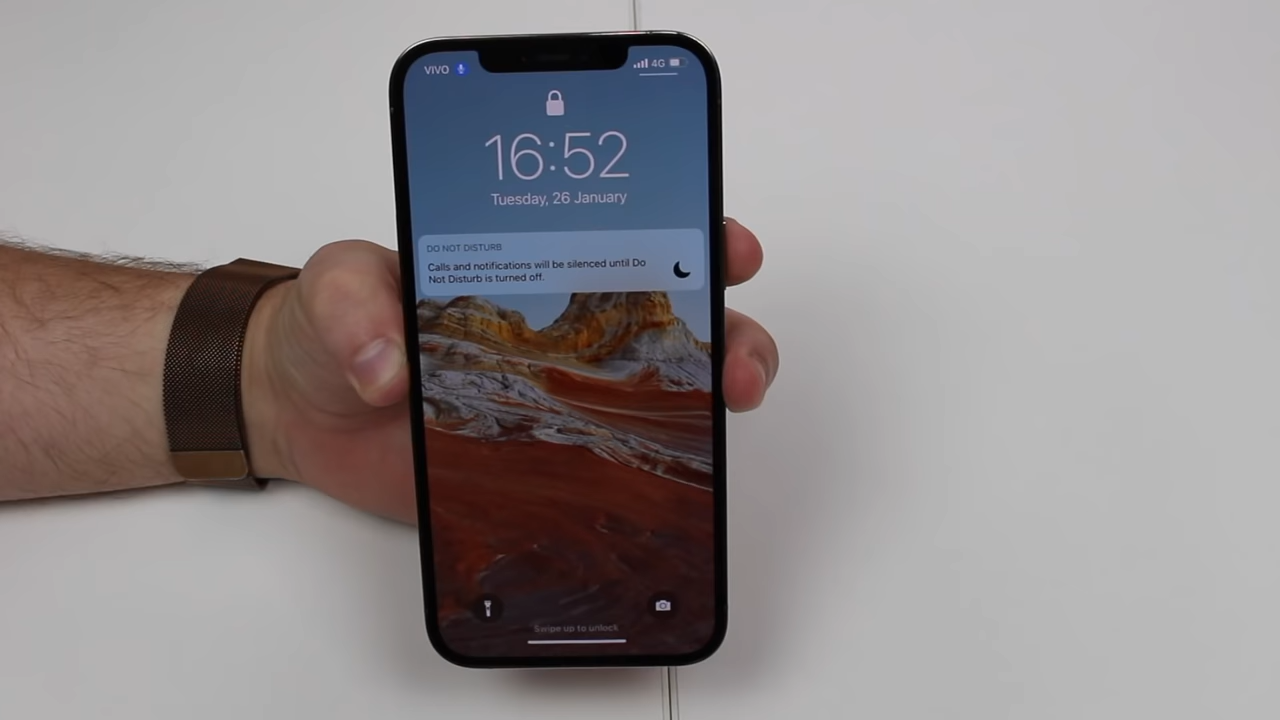 VIVO
4G
16:52
Tuesday, 26 January
DO NOT DISTURB
Calls and notifications will be silenced until Do
Not Disturb is turned off.
Swipe up to unlock